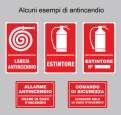 Alcuni esempi di antincendio
LANCIA
ANTINCENDIO
ESTINTORE
ESTINTORE
N°
ALLARME
ANTINCENDIO
COMANDO
DI SICUREZZA